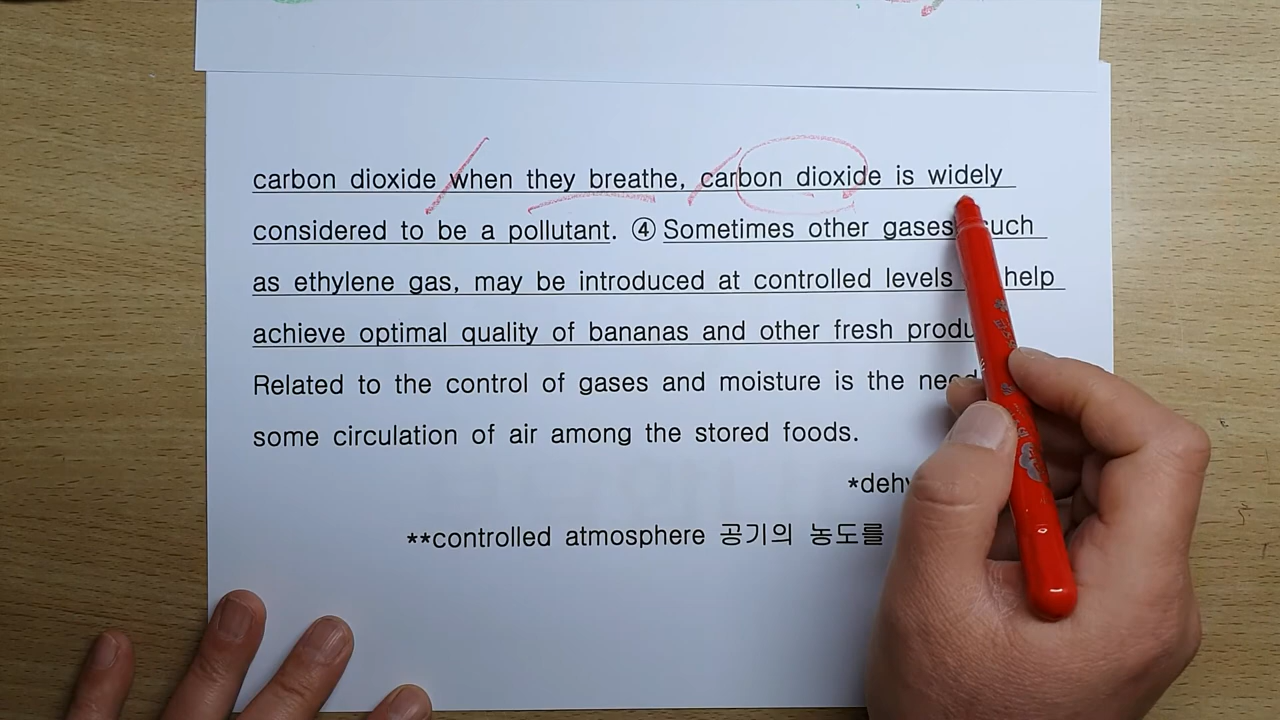 carbon dioxide when they breathe, carbon dioxide is widely
considered to be a pollutant. ④ Sometimes other gases such
as ethylene gas, may be introduced at controlled levels help
achieve optimal quality of bananas and other fresh
Related to the control of gases and moisture is the need
some circulation of air among the stored foods.
**controlled atmosphere 공기의 농도를